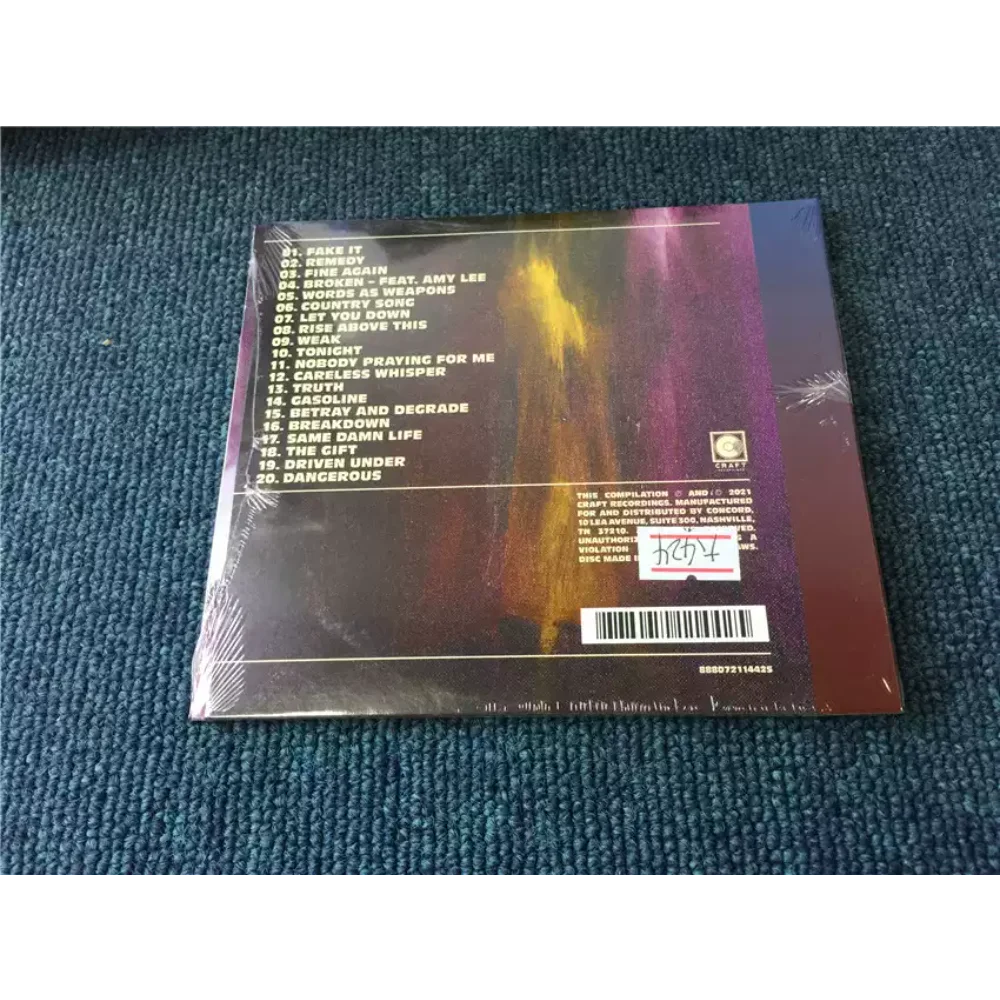 01. FAKE IT
02. REMEDY
03. FINE AGAIN
04. BROKEN – FEAT. AMY LEE
05. WORDS AS WEAPONS
06. COUNTRY SONG
07. LET YOU DOWN
08. RISE ABOVE THIS
09. WEAK
10. TONIGHT
11. NOBODY PRAYING FOR ME
12. CARELESS WHISPER
13. TRUTH
14. GASOLINE
15. BETRAY AND DEGRADE
16. BREAKDOWN
17. SAME DAMN LIFE
18. THE GIFT
19. DRIVEN UNDER
20. DANGEROUS
CRAFT
RECORDINGS
THIS COMPILATION ℗ AND © 2021
CRAFT RECORDINGS. MANUFACTURED
FOR AND DISTRIBUTED BY CONCORD,
10 LEA AVENUE, SUITE 300, NASHVILLE,
TN 37210.
A
VIOLATION
DISC MADE
888072114425